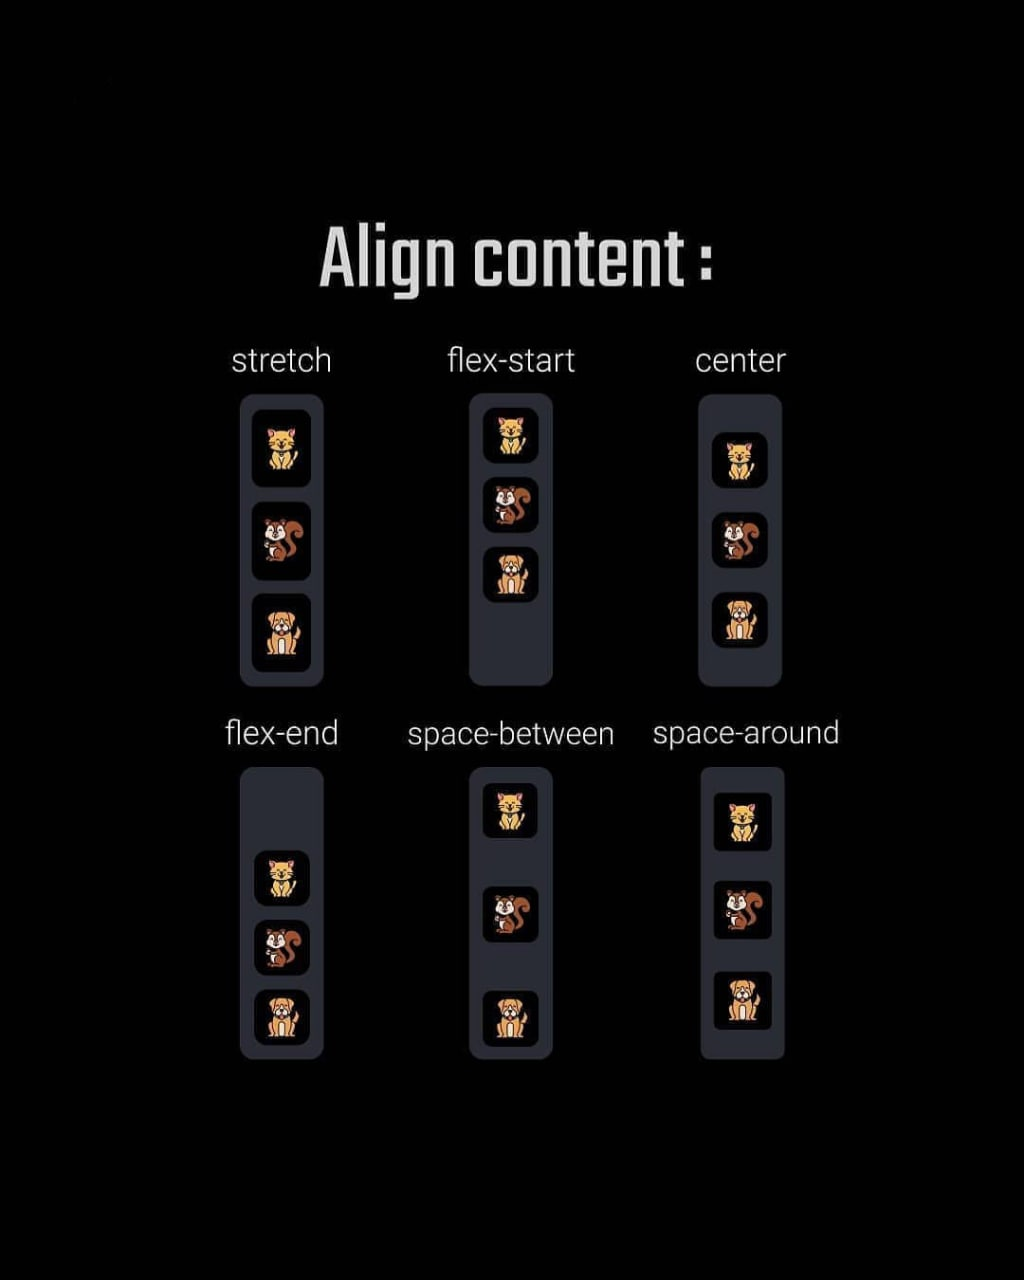 Align content :
stretch
flex-start
center
flex-end
space-between
space-around